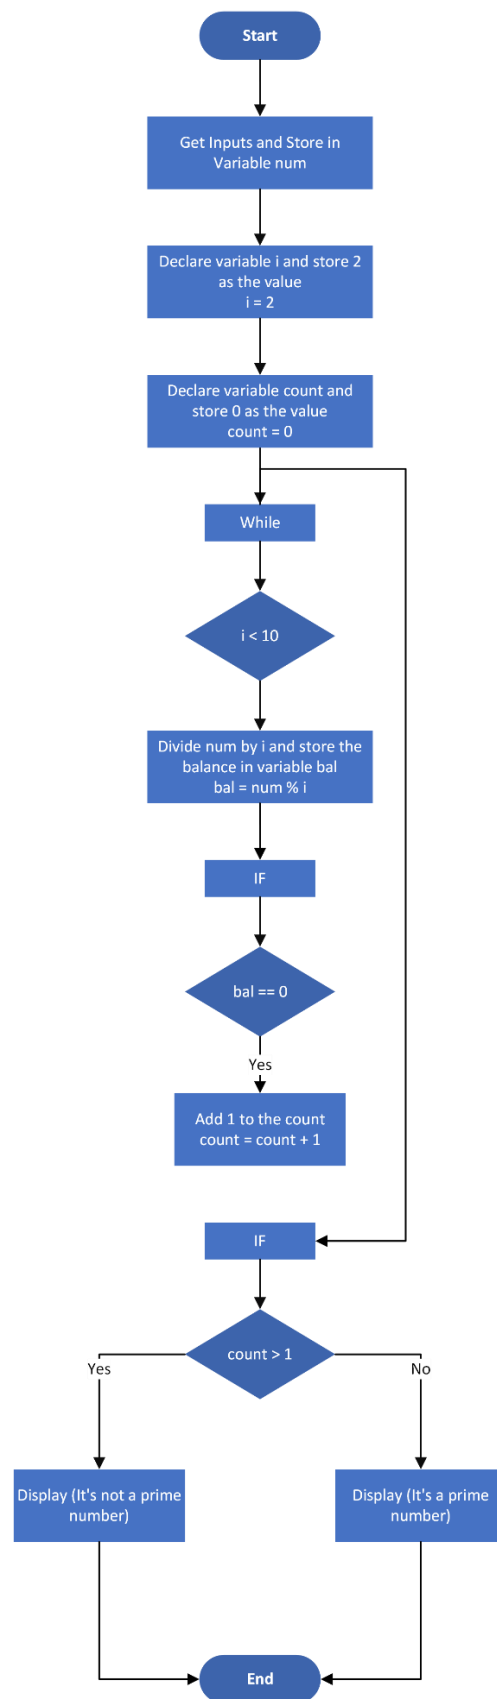 Start
Get Inputs and Store in
Variable num
Declare variable i and store 2
as the value
i = 2
Declare variable count and
store 0 as the value
count = 0
While
i < 10
Divide num by i and store the
balance in variable bal
bal = num % i
IF
bal == 0
Yes
Add 1 to the count
count = count + 1
IF
count > 1
Yes
No
Display (It's not a prime
number)
Display (It's a prime
number)
End